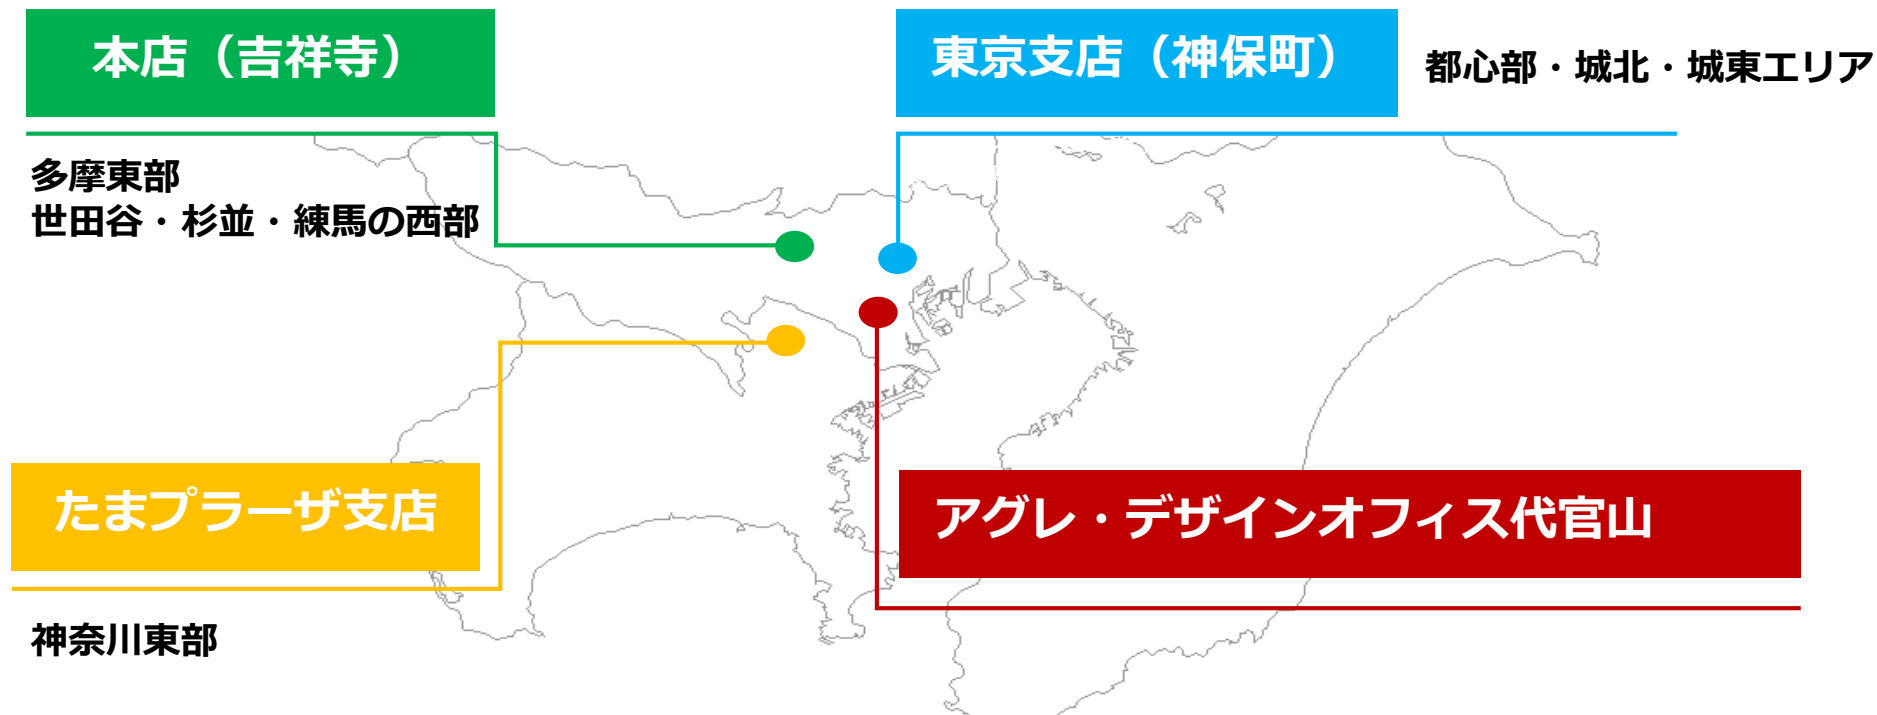 本店（吉祥寺）
多摩東部
世田谷・杉並・練馬の西部
東京支店（神保町）
都心部・城北・城東エリア
たまプラーザ支店
神奈川東部
アグレ・デザインオフィス代官山